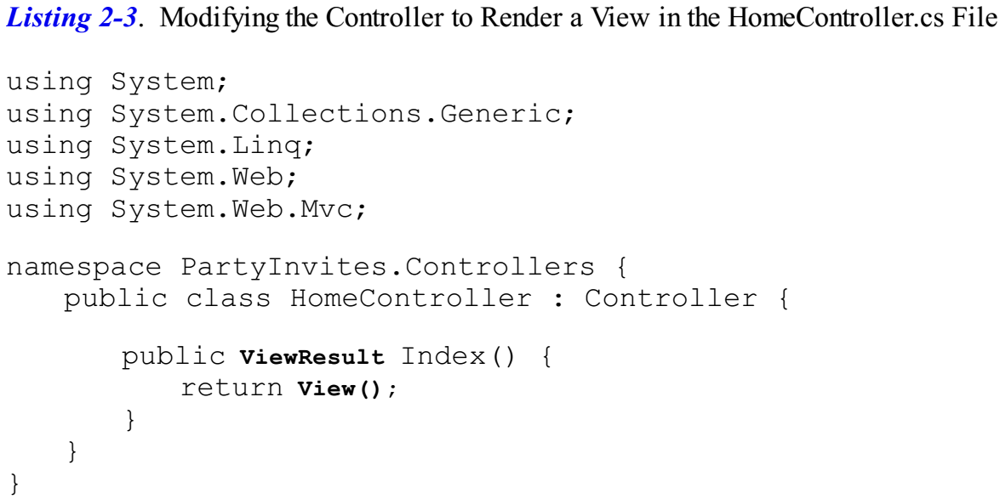 Listing 2-3. Modifying the Controller to Render a View in the HomeController.cs File
using System;
using System.Collections.Generic;
using System.Linq;
using System.Web;
using System.Web.Mvc;
namespace PartyInvites.Controllers {
    public class HomeController : Controller {
        public ViewResult Index() {
            return View();
        }
    }
}